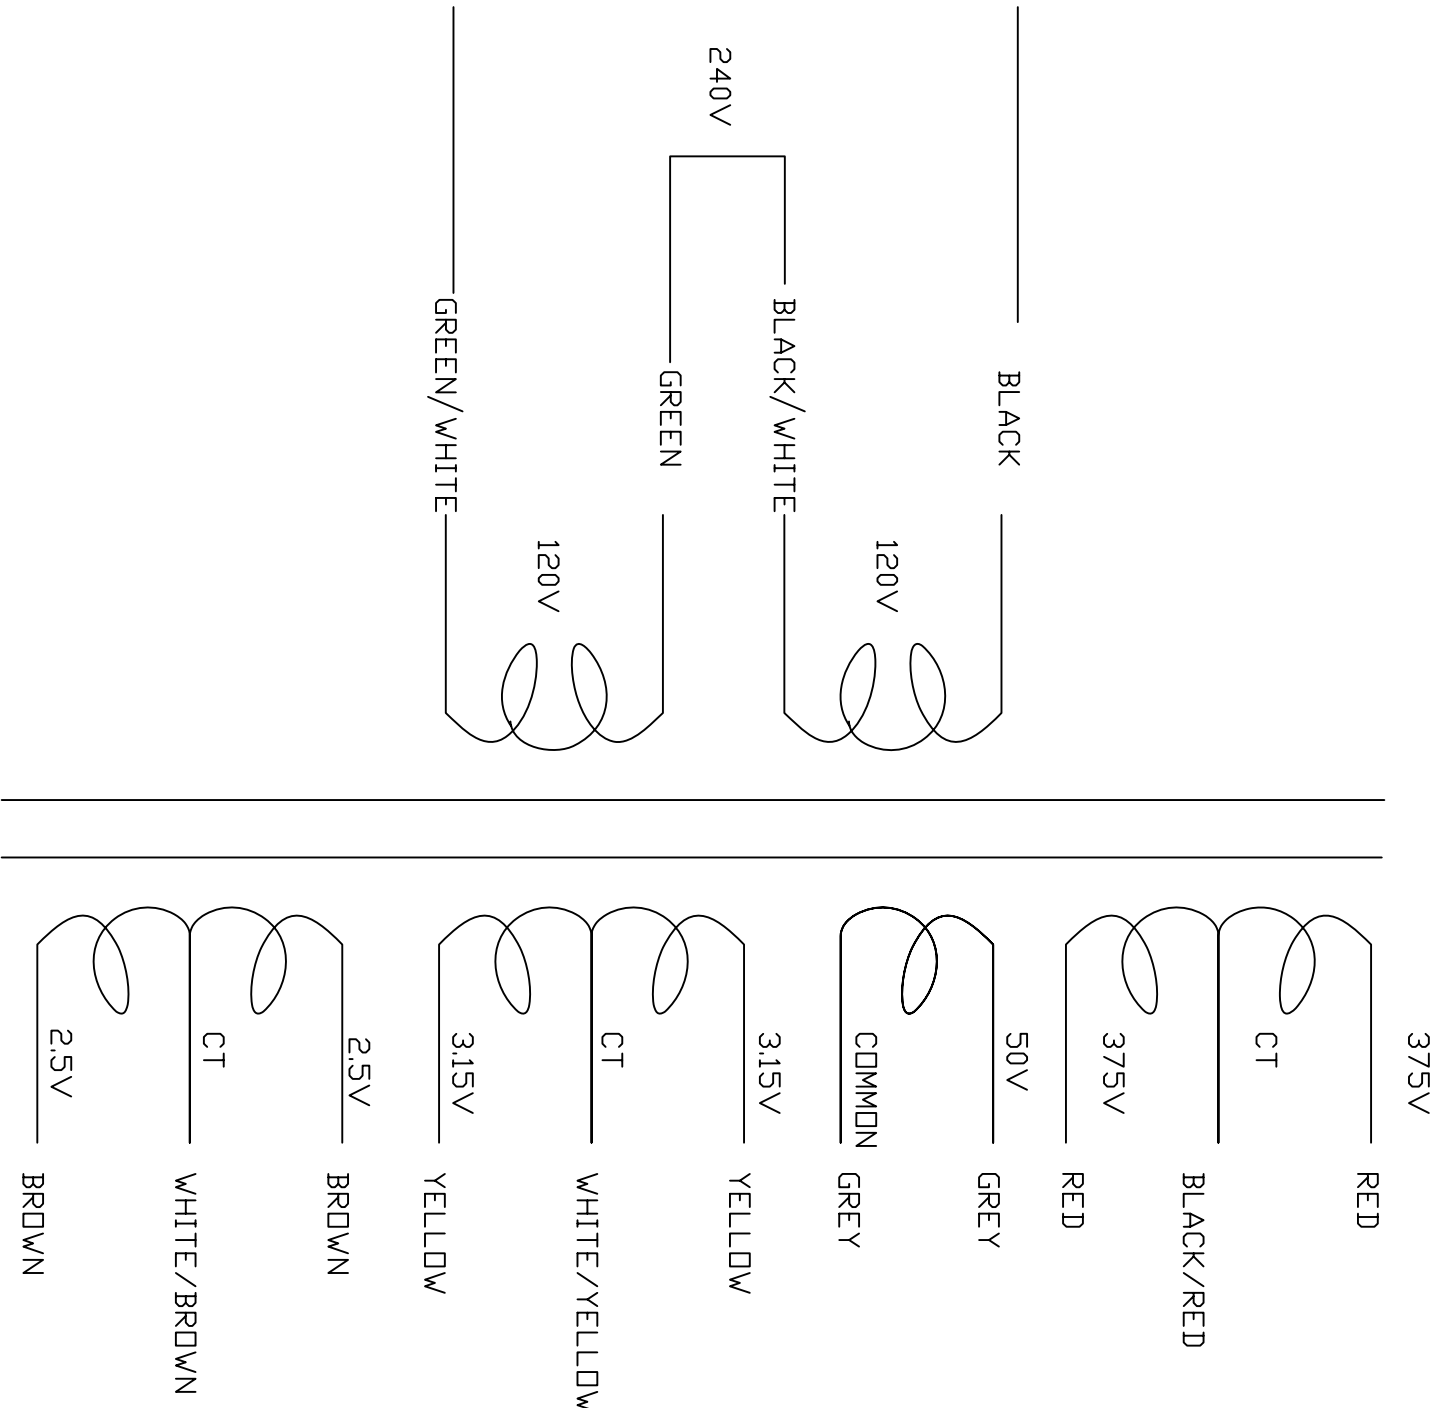 240V
BLACK
BLACK/WHITE
GREEN
GREEN/WHITE
120V
120V
375V
RED
CT
BLACK/RED
375V
RED
50V
GREY
COMMON
GREY
3.15V
YELLOW
CT
WHITE/YELLOW
3.15V
YELLOW
2.5V
BROWN
CT
WHITE/BROWN
2.5V
BROWN